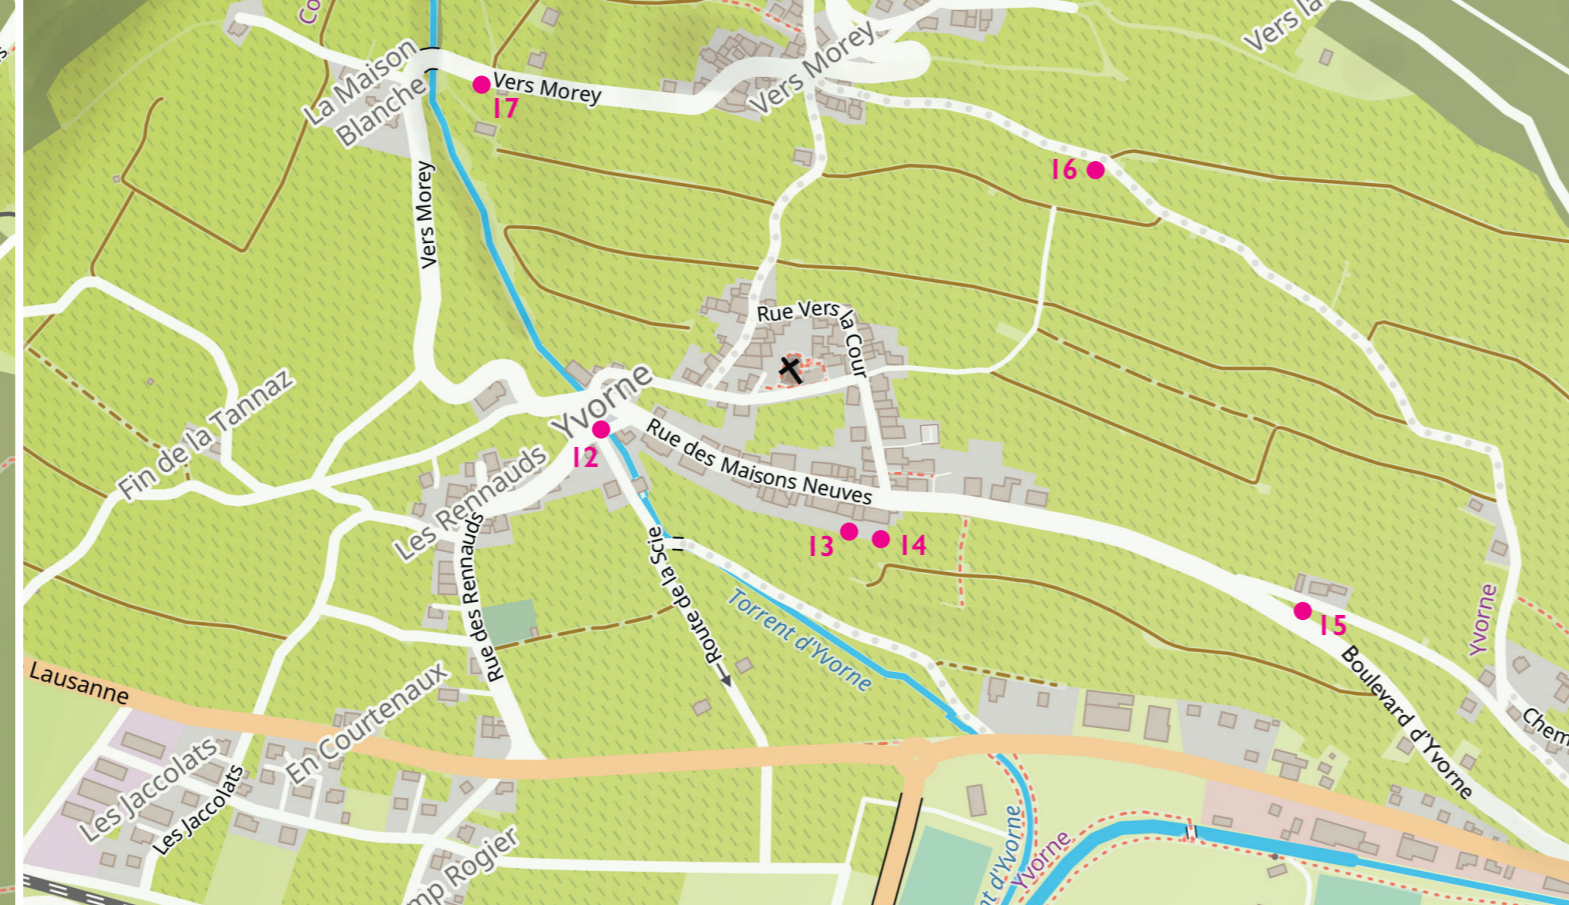 Co
Vers la
La Maison
Blanche
Vers Morey
17
Vers Morey
16
Vers Morey
Rue Vers la Cour
Fin de la Tannaz
Yvorne
12
Rue des Maisons Neuves
Les Rennauds
13
14
Rue des Rennauds
Route de la Scie
Torrent d'Yvorne
15
Yvorne
Boulevard d'Yvorne
Chem
Lausanne
En Courtenaux
Les Jaccolats
Les Jaccolats
mp Rogier
nt d'Yvorne
Yvorne